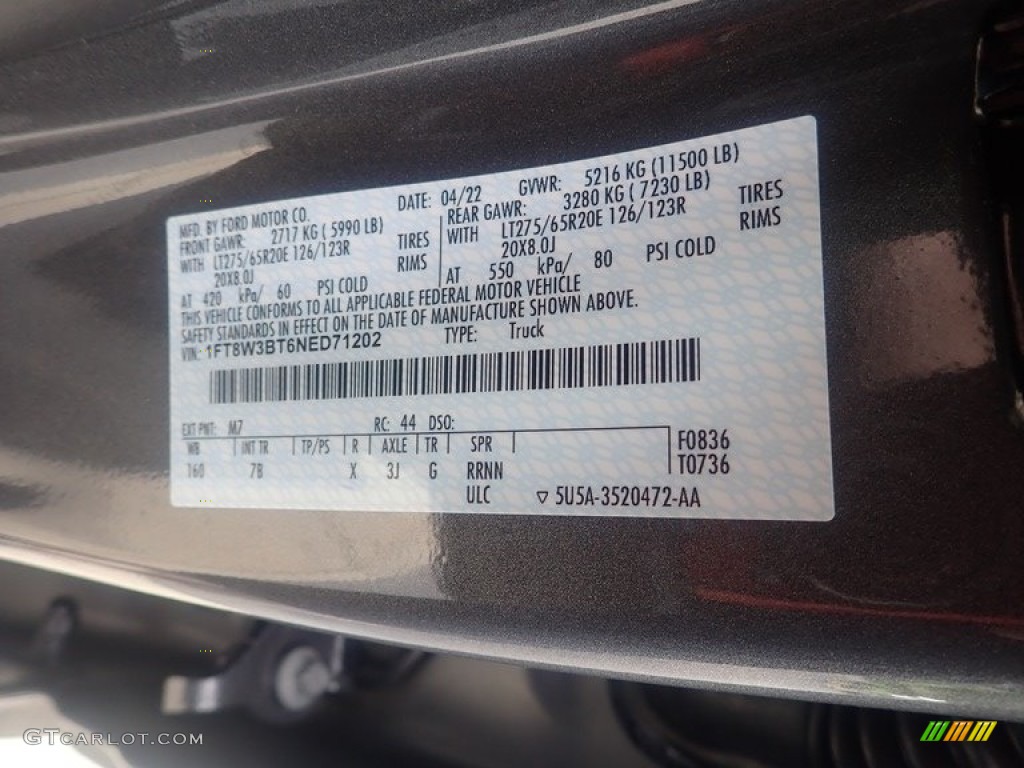 MFD. BY FORD MOTOR CO. DATE: 04/22 GVWR: 5216 KG (11500 LB)
FRONT GAWR: 2717 KG ( 5990 LB) REAR GAWR: 3280 KG ( 7230 LB)
WITH LT275/65R20E 126/123R TIRES WITH LT275/65R20E 126/123R TIRES
20X8.0J RIMS 20X8.0J RIMS
AT 420 kPa/ 60 PSI COLD AT 550 kPa/ 80 PSI COLD
THIS VEHICLE CONFORMS TO ALL APPLICABLE FEDERAL MOTOR VEHICLE
SAFETY STANDARDS IN EFFECT ON THE DATE OF MANUFACTURE SHOWN ABOVE.
VIN: 1FT8W3BT6NED71202 TYPE: Truck
EXT PNT: M7 RC: 44 DSO:
WB INT TR TP/PS R AXLE TR SPR F0836
160 7B X 3J G RRNN T0736
ULC ▽ 5U5A-3520472-AA
GTCARLOT.COM